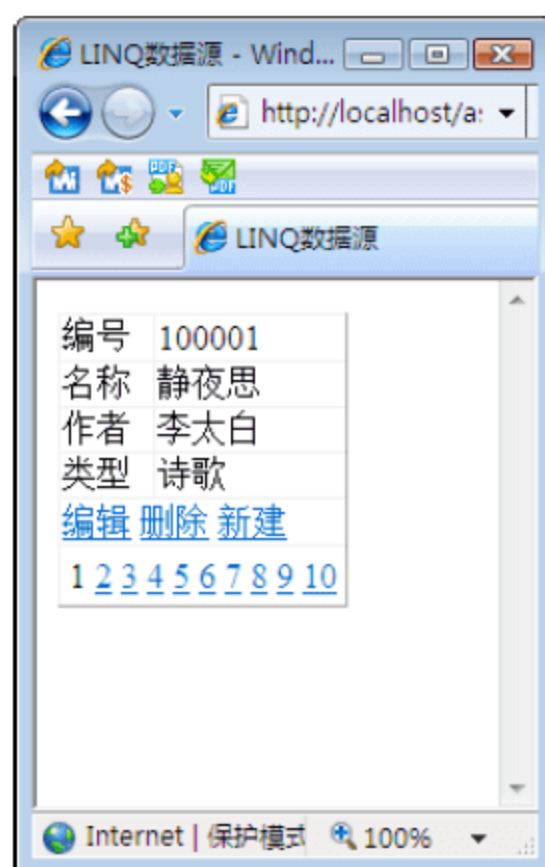 LINQ数据源 - Wind...
http://localhost/a:
LINQ数据源
编号 100001
名称 静夜思
作者 李太白
类型 诗歌
编辑 删除 新建
1 2 3 4 5 6 7 8 9 10
Internet | 保护模式 100%